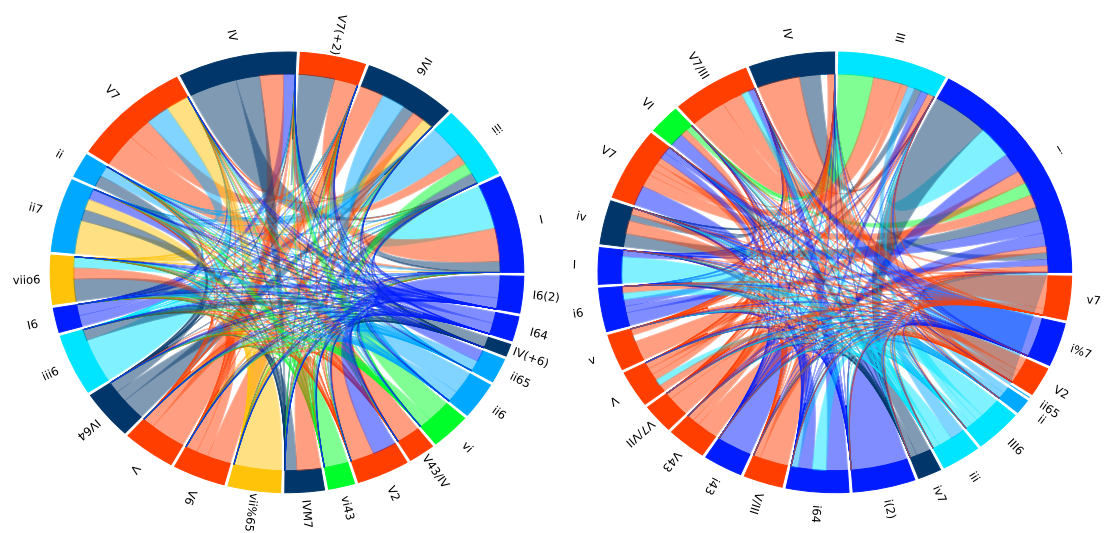 IV
V7(+2)
IV6
iii
I
I6(2)
I64
IV(+6)
ii65
ii6
vi
V43/IV
V2
vi43
IVM7
vii%65
V6
V
IV64
iii6
I6
viio6
ii7
ii
V7
IV
III
i
v7
i%7
V2
ii65
ii
III6
iii
iv7
i(2)
i64
V/III
i43
V43
V7/VII
V
v
i6
I
iv
V7
VI
V7/III